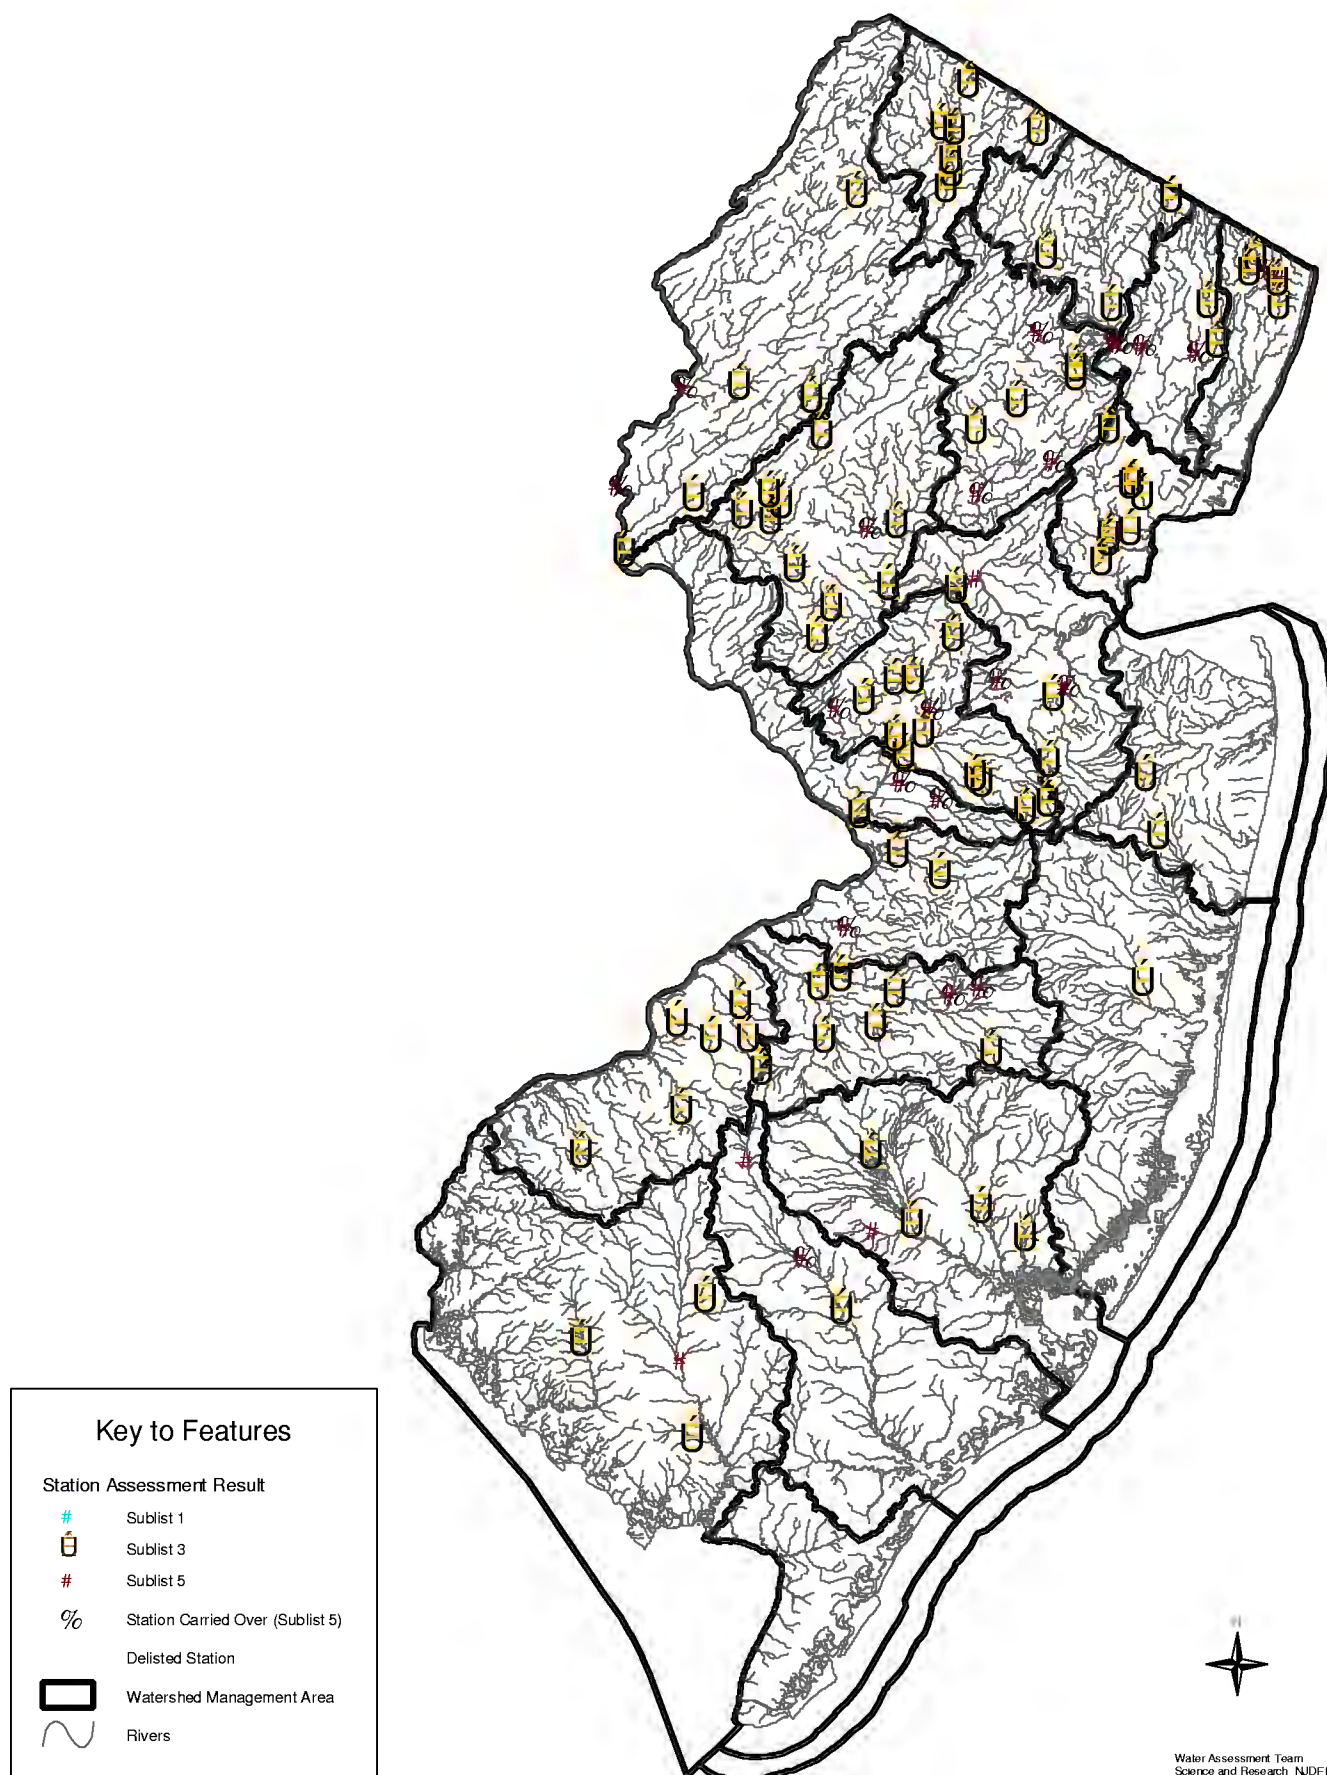 Key to Features
Station Assessment Result
# Sublist 1
Ú Sublist 3
# Sublist 5
% Station Carried Over (Sublist 5)
Delisted Station
Watershed Management Area
Rivers
N
Water Assessment Team
Science and Research